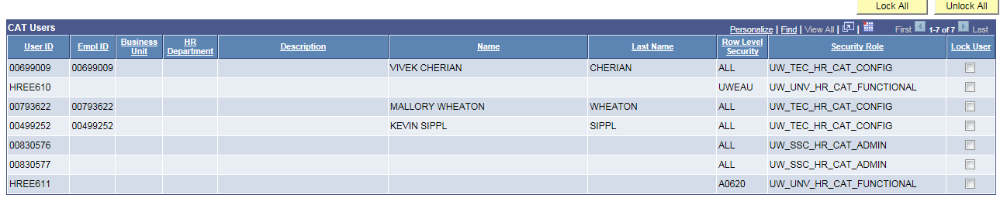 Lock All Unlock All
CAT Users Personalize | Find | View All | | First 1-7 of 7 Last
User ID Empl ID Business Unit HR Department Description Name Last Name Row Level Security Security Role Lock User
00699009 00699009 VIVEK CHERIAN CHERIAN ALL UW_TEC_HR_CAT_CONFIG
HREE610 UWEAU UW_UNV_HR_CAT_FUNCTIONAL
00793622 00793622 MALLORY WHEATON WHEATON ALL UW_TEC_HR_CAT_CONFIG
00499252 00499252 KEVIN SIPPL SIPPL ALL UW_TEC_HR_CAT_CONFIG
00830576 ALL UW_SSC_HR_CAT_ADMIN
00830577 ALL UW_SSC_HR_CAT_ADMIN
HREE611 A0620 UW_UNV_HR_CAT_FUNCTIONAL